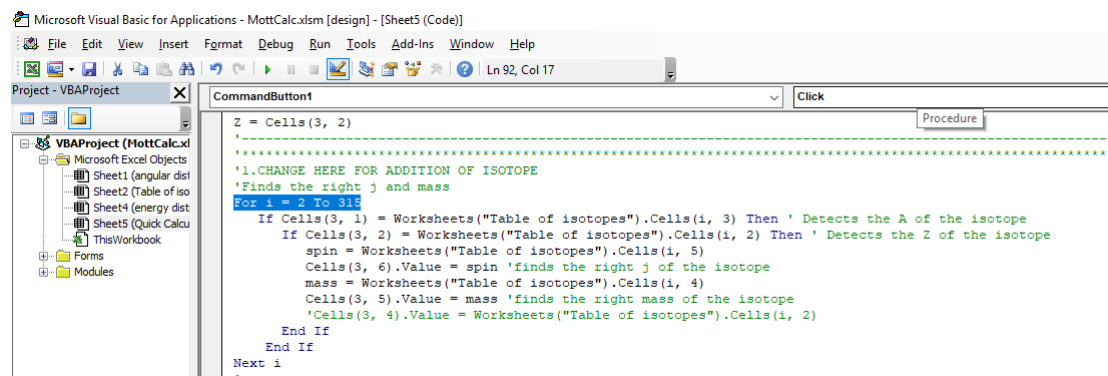 Microsoft Visual Basic for Applications - MottCalc.xlsm [design] - [Sheet5 (Code)]
File Edit View Insert Format Debug Run Tools Add-Ins Window Help
Ln 92, Col 17
Project - VBAProject
CommandButton1
Click
Procedure
VBAProject (MottCalc.xl
Microsoft Excel Objects
Sheet1 (angular dist
Sheet2 (Table of iso
Sheet4 (energy dist
Sheet5 (Quick Calcu
ThisWorkbook
Forms
Modules
Z = Cells(3, 2)
'1.CHANGE HERE FOR ADDITION OF ISOTOPE
'Finds the right j and mass
For i = 2 To 315
If Cells(3, 1) = Worksheets("Table of isotopes").Cells(i, 3) Then ' Detects the A of the isotope
If Cells(3, 2) = Worksheets("Table of isotopes").Cells(i, 2) Then ' Detects the Z of the isotope
spin = Worksheets("Table of isotopes").Cells(i, 5)
Cells(3, 6).Value = spin 'finds the right j of the isotope
mass = Worksheets("Table of isotopes").Cells(i, 4)
Cells(3, 5).Value = mass 'finds the right mass of the isotope
'Cells(3, 4).Value = Worksheets("Table of isotopes").Cells(i, 2)
End If
End If
Next i